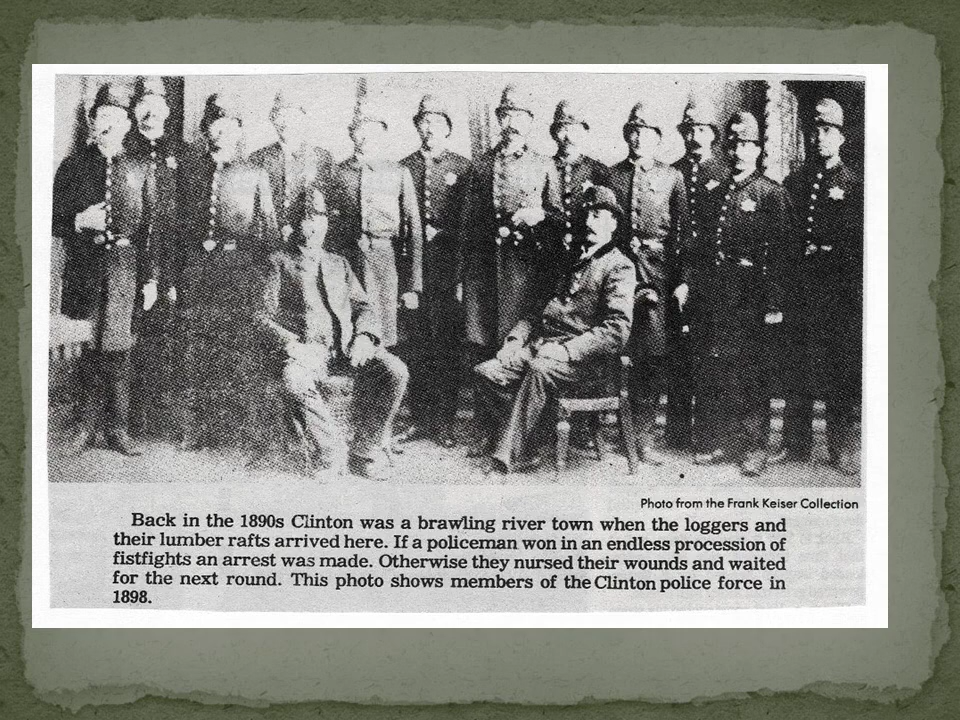 Photo from the Frank Keiser Collection
Back in the 1890s Clinton was a brawling river town when the loggers and
their lumber rafts arrived here. If a policeman won in an endless procession of
fistfights an arrest was made. Otherwise they nursed their wounds and waited
for the next round. This photo shows members of the Clinton police force in
1898.